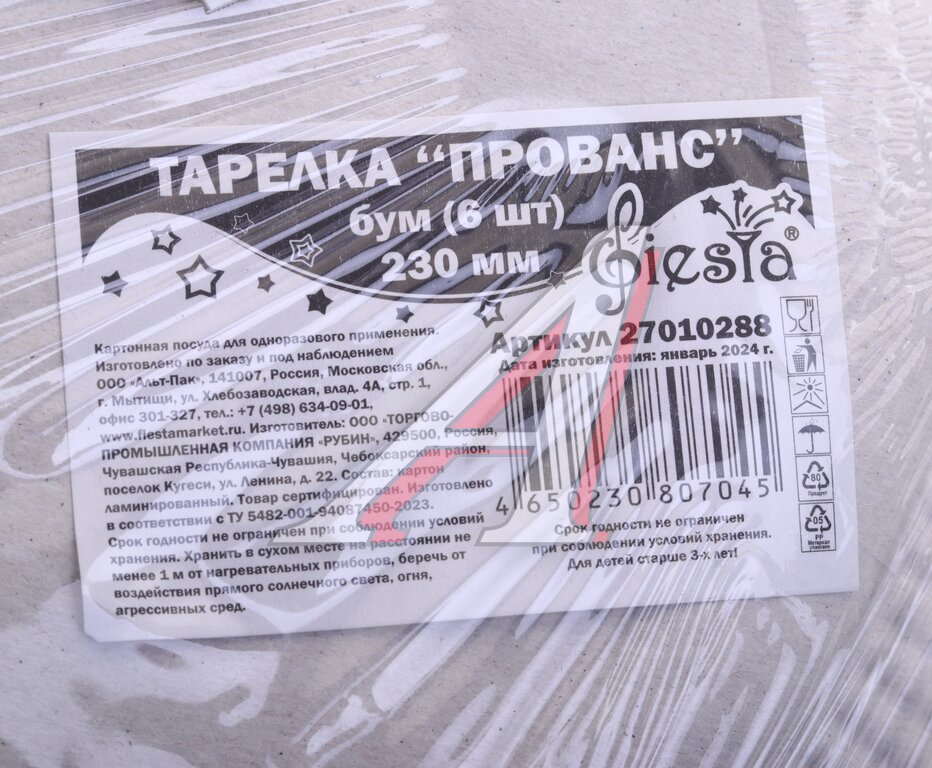 ТАРЕЛКА “ПРОВАНС”
бум (6 шт)
230 мм
fiesta®
Артикул 27010288
Дата изготовления: январь 2024 г.
Картонная посуда для одноразового применения.
Изготовлено по заказу и под наблюдением
ООО «Альт-Пак», 141007, Россия, Московская обл.,
г. Мытищи, ул. Хлебозаводская, влад. 4А, стр. 1,
офис 301-327, тел.: +7 (498) 634-09-01,
www.fiestamarket.ru. Изготовитель: ООО «ТОРГОВО-
ПРОМЫШЛЕННАЯ КОМПАНИЯ «РУБИН», 429500, Россия,
Чувашская Республика-Чувашия, Чебоксарский район,
поселок Кугеси, ул. Ленина, д. 22. Состав: картон
ламинированный. Товар сертифицирован. Изготовлено
в соответствии с ТУ 5482-001-94087450-2023.
Срок годности не ограничен при соблюдении условий
хранения. Хранить в сухом месте на расстоянии не
менее 1 м от нагревательных приборов, беречь от
воздействия прямого солнечного света, огня,
агрессивных сред.
4 650230 807045
Срок годности не ограничен
при соблюдении условий хранения.
Для детей старше 3-х лет!
80
Продукт
05
PP
Материал
упаковки